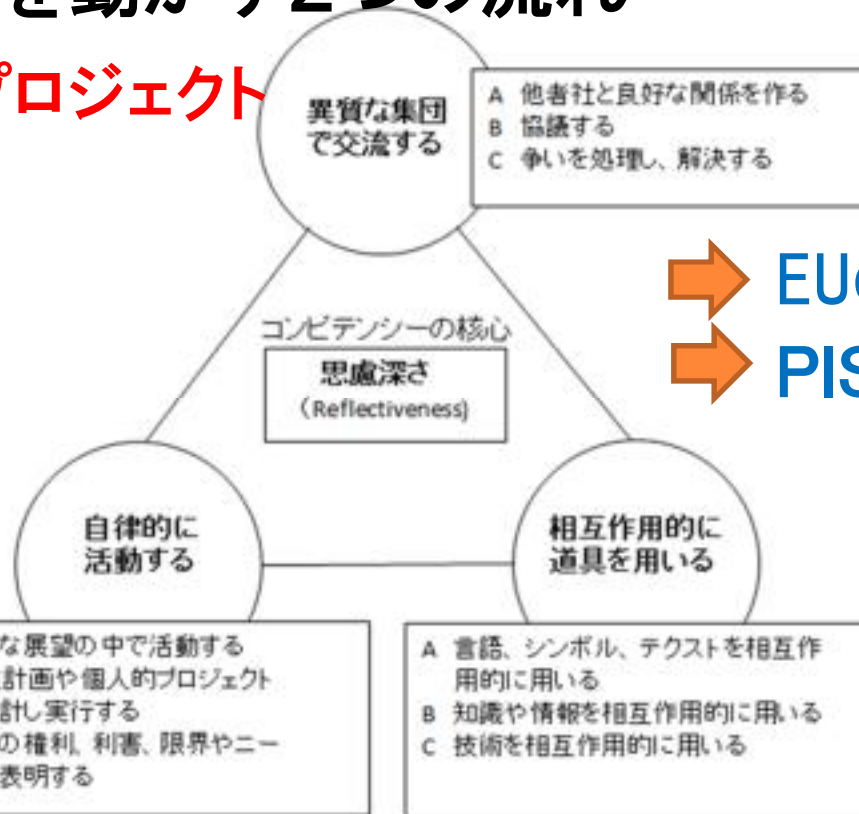 を動かす2つの流れ
プロジェクト
異質な集団
で交流する
A 他者社と良好な関係を作る
B 協議する
C 争いを処理し、解決する
EU
PIS
コンピテンシーの核心
思慮深さ
(Reflectiveness)
自律的に
活動する
相互作用的に
道具を用いる
な展望の中で活動する
計画や個人的プロジェクト
計し実行する
の権利、利害、限界やニー
表明する
A 言語、シンボル、テクストを相互作
用的に用いる
B 知識や情報を相互作用的に用いる
C 技術を相互作用的に用いる